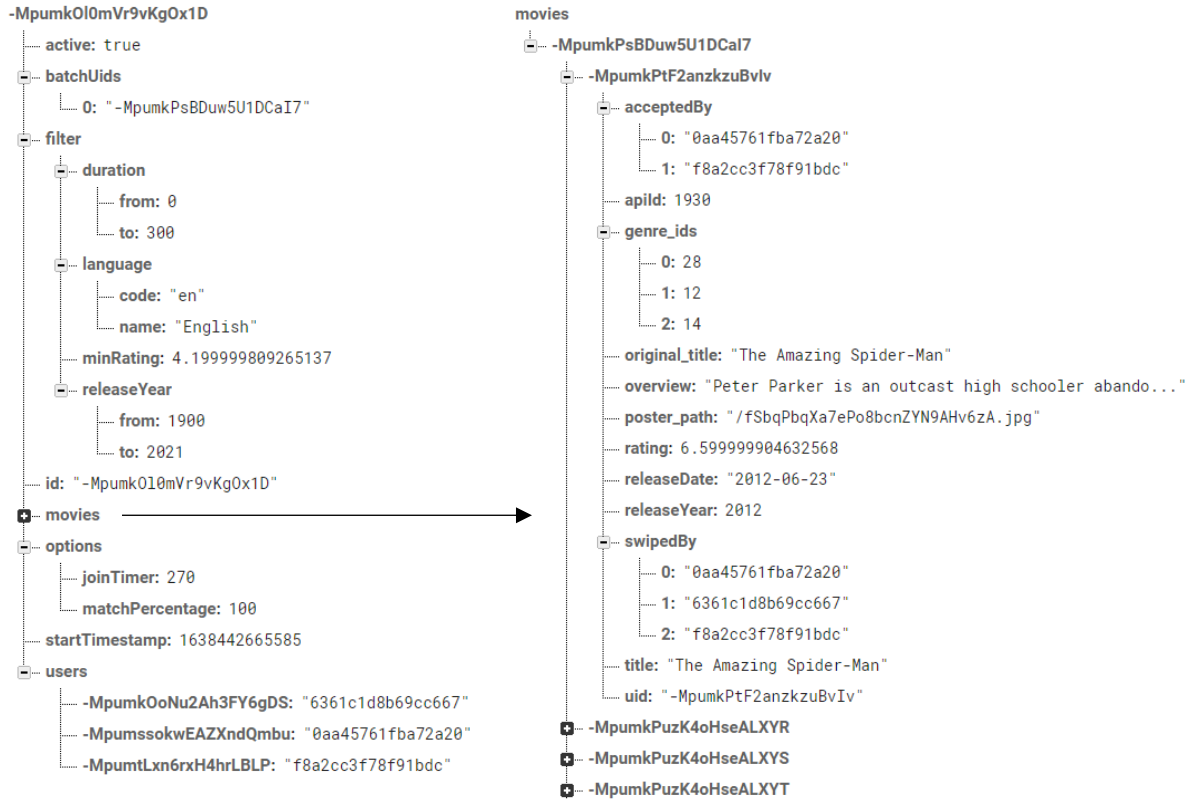 -MpumkOl0mVr9vKgOx1D
active: true
batchUids
0: "-MpumkPsBDuw5U1DCaI7"
filter
duration
from: 0
to: 300
language
code: "en"
name: "English"
minRating: 4.199999809265137
releaseYear
from: 1900
to: 2021
id: "-MpumkOl0mVr9vKgOx1D"
movies
options
joinTimer: 270
matchPercentage: 100
startTimestamp: 1638442665585
users
-MpumkOoNu2Ah3FY6gDS: "6361c1d8b69cc667"
-MpumssokwEAZXndQmbu: "0aa45761fba72a20"
-MpumtLxn6rxH4hrLBLP: "f8a2cc3f78f91bdc"
movies
-MpumkPsBDuw5U1DCaI7
-MpumkPtF2anzkzuBvIv
acceptedBy
0: "0aa45761fba72a20"
1: "f8a2cc3f78f91bdc"
apiId: 1930
genre_ids
0: 28
1: 12
2: 14
original_title: "The Amazing Spider-Man"
overview: "Peter Parker is an outcast high schooler abando..."
poster_path: "/fSbqPbqXa7ePo8bcnZYN9AHv6zA.jpg"
rating: 6.599999904632568
releaseDate: "2012-06-23"
releaseYear: 2012
swipedBy
0: "0aa45761fba72a20"
1: "6361c1d8b69cc667"
2: "f8a2cc3f78f91bdc"
title: "The Amazing Spider-Man"
uid: "-MpumkPtF2anzkzuBvIv"
-MpumkPuzK4oHseALXYR
-MpumkPuzK4oHseALXYS
-MpumkPuzK4oHseALXYT